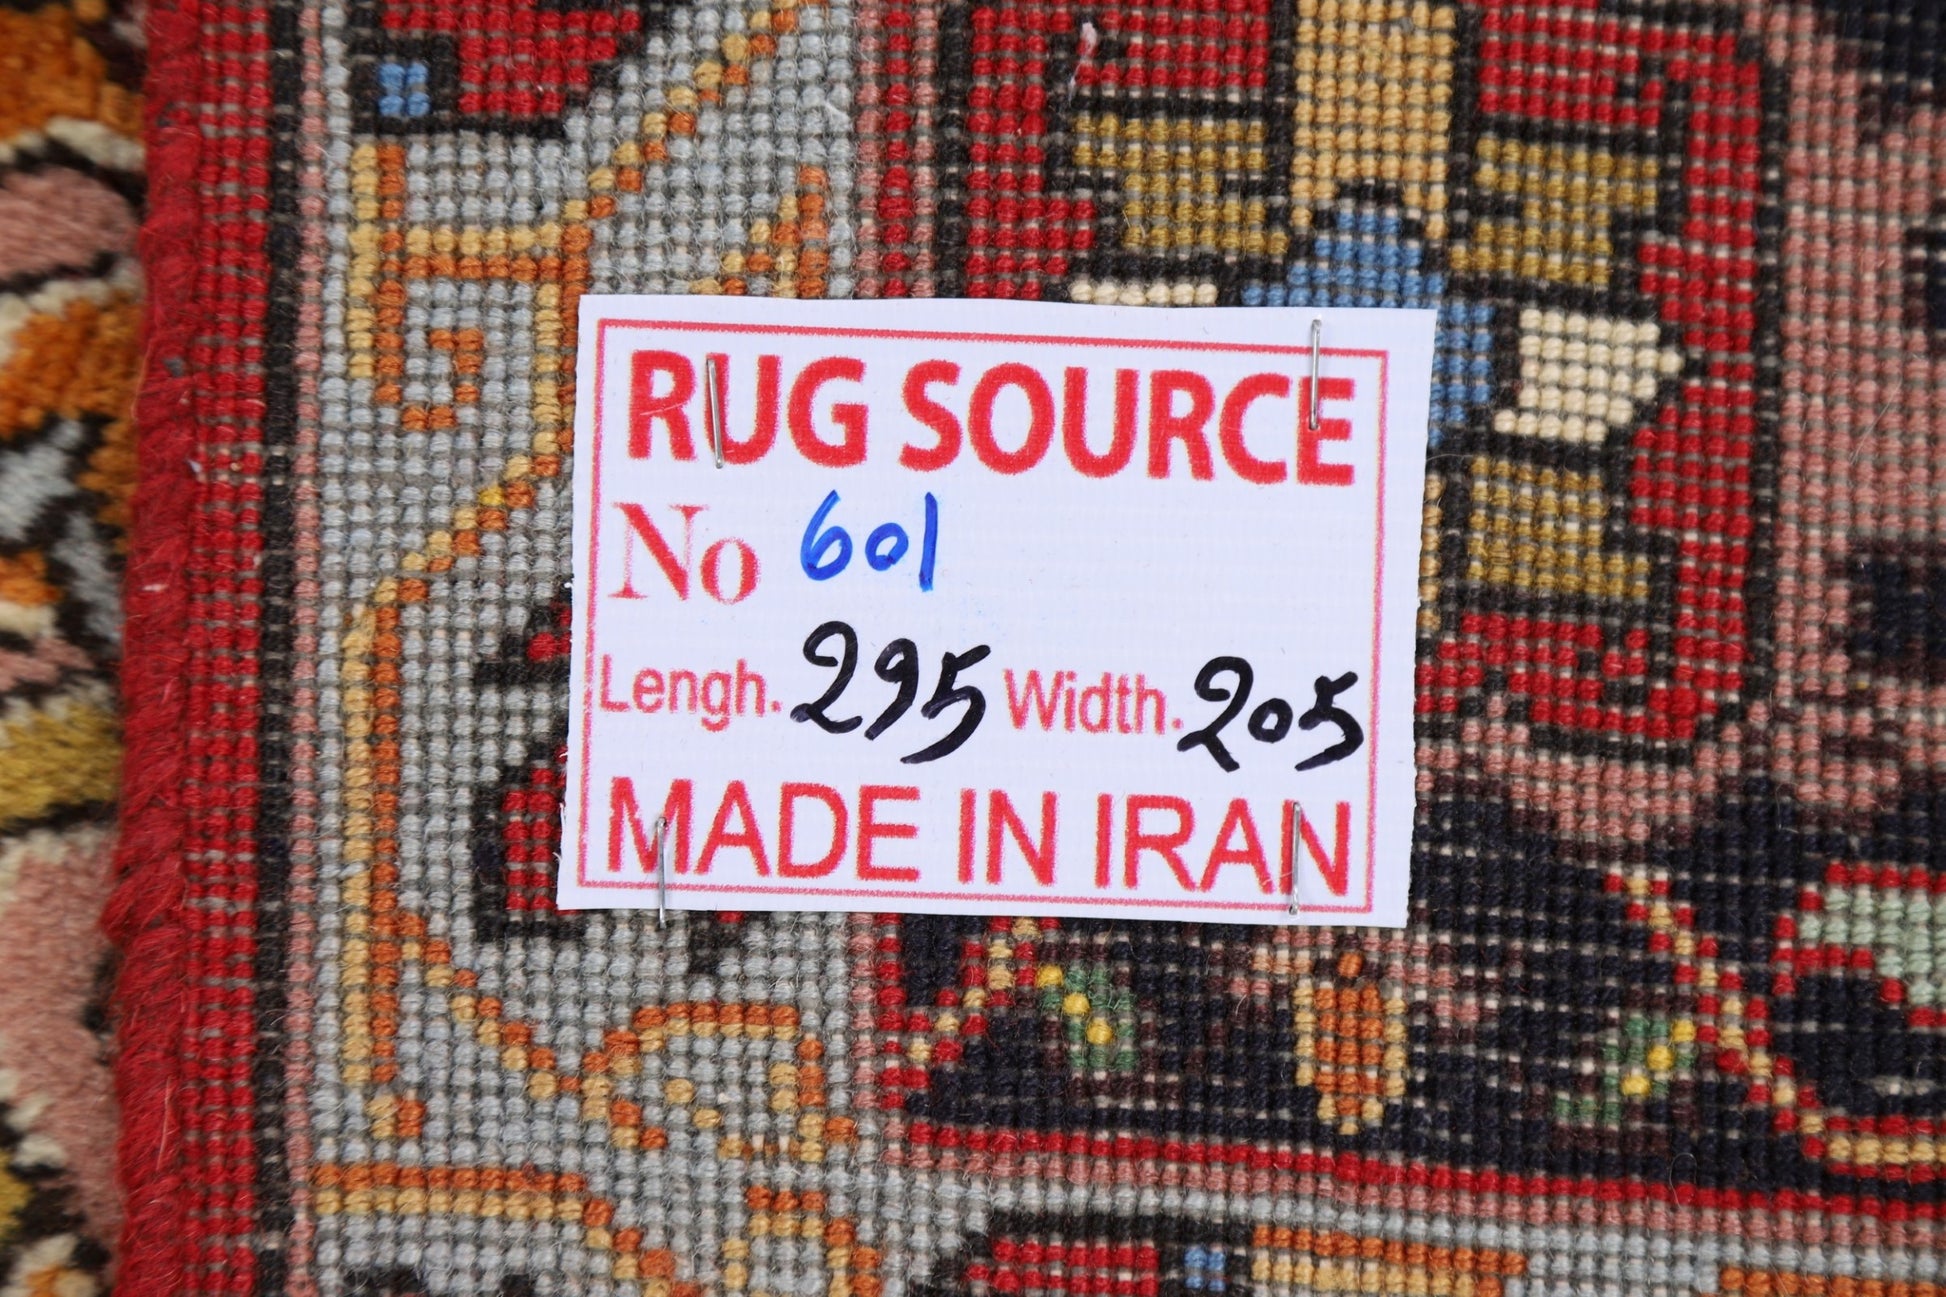 RUG SOURCE
No 601
Lengh. 295 Width. 205
MADE IN IRAN